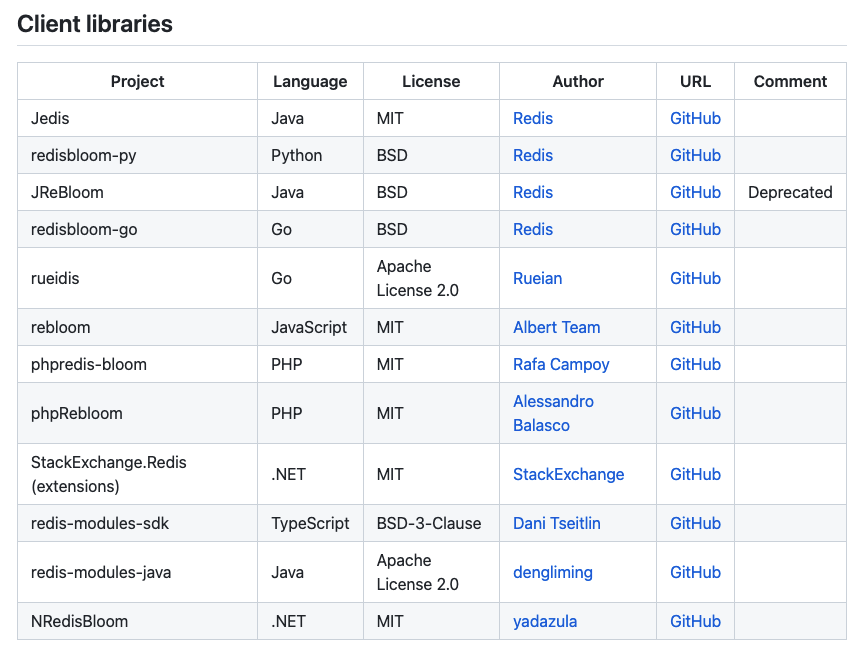 Client libraries
Project Language License Author URL Comment
Jedis Java MIT Redis GitHub
redisbloom-py Python BSD Redis GitHub
JReBloom Java BSD Redis GitHub Deprecated
redisbloom-go Go BSD Redis GitHub
rueidis Go Apache License 2.0 Rueian GitHub
rebloom JavaScript MIT Albert Team GitHub
phpredis-bloom PHP MIT Rafa Campoy GitHub
phpRebloom PHP MIT Alessandro Balasco GitHub
StackExchange.Redis (extensions) .NET MIT StackExchange GitHub
redis-modules-sdk TypeScript BSD-3-Clause Dani Tseitlin GitHub
redis-modules-java Java Apache License 2.0 dengliming GitHub
NRedisBloom .NET MIT yadazula GitHub